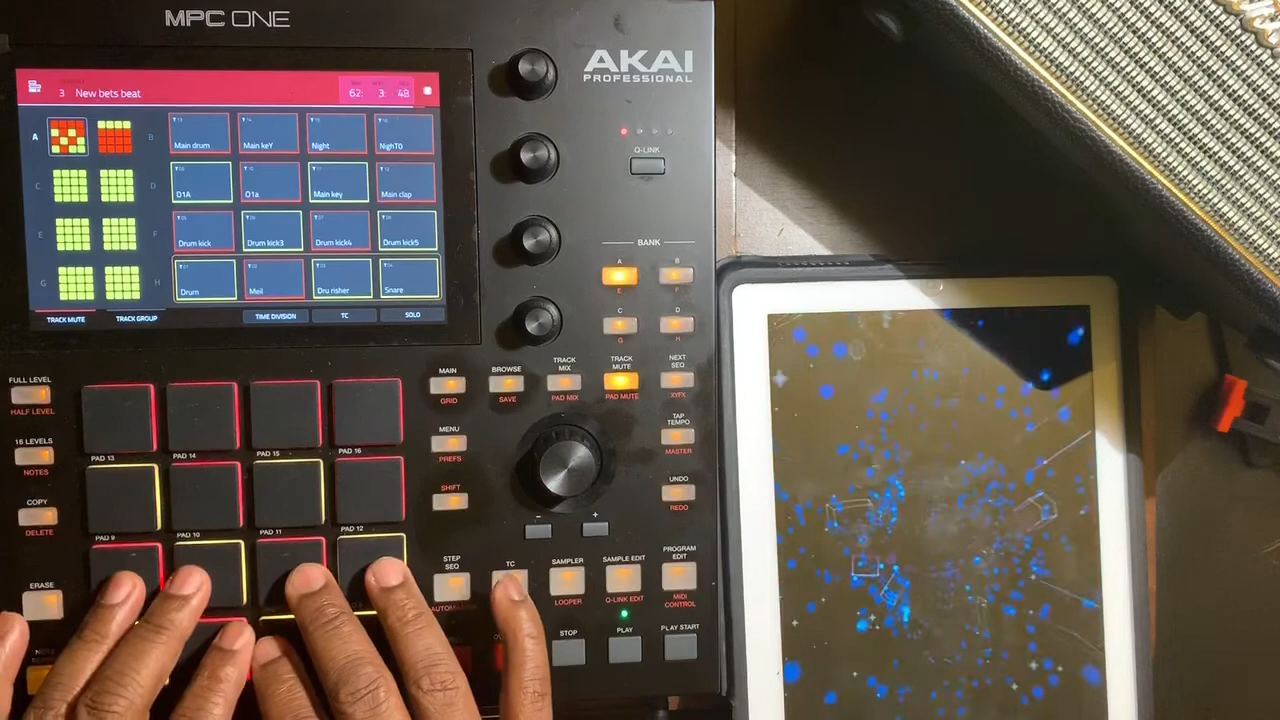 MPC ONE
AKAI
PROFESSIONAL
3 New bets beat
62: 3: 48
A B
C D
E F
G H
Main drum Main keY Night NighT0
D1A O1a Main key Main clap
Drum kick Drum kick3 Drum kick4 Drum kick5
Drum Meil Dru risher Snare
TRACK MUTE TRACK GROUP TIME DIVISION TC SOLO
Q-LINK
BANK
A B
E F
C D
G H
FULL LEVEL
HALF LEVEL
16 LEVELS
NOTES
COPY
DELETE
ERASE
PAD 13 PAD 14 PAD 15 PAD 16
PAD 9 PAD 10 PAD 11 PAD 12
MAIN
GRID
BROWSE
SAVE
TRACK MIX
PAD MIX
TRACK MUTE
PAD MUTE
NEXT SEQ
XYFX
MENU
PREFS
TAP TEMPO
MASTER
SHIFT
UNDO
REDO
- +
STEP SEQ
TC
SAMPLER
LOOPER
SAMPLE EDIT
Q-LINK EDIT
PROGRAM EDIT
MIDI CONTROL
STOP PLAY PLAY START